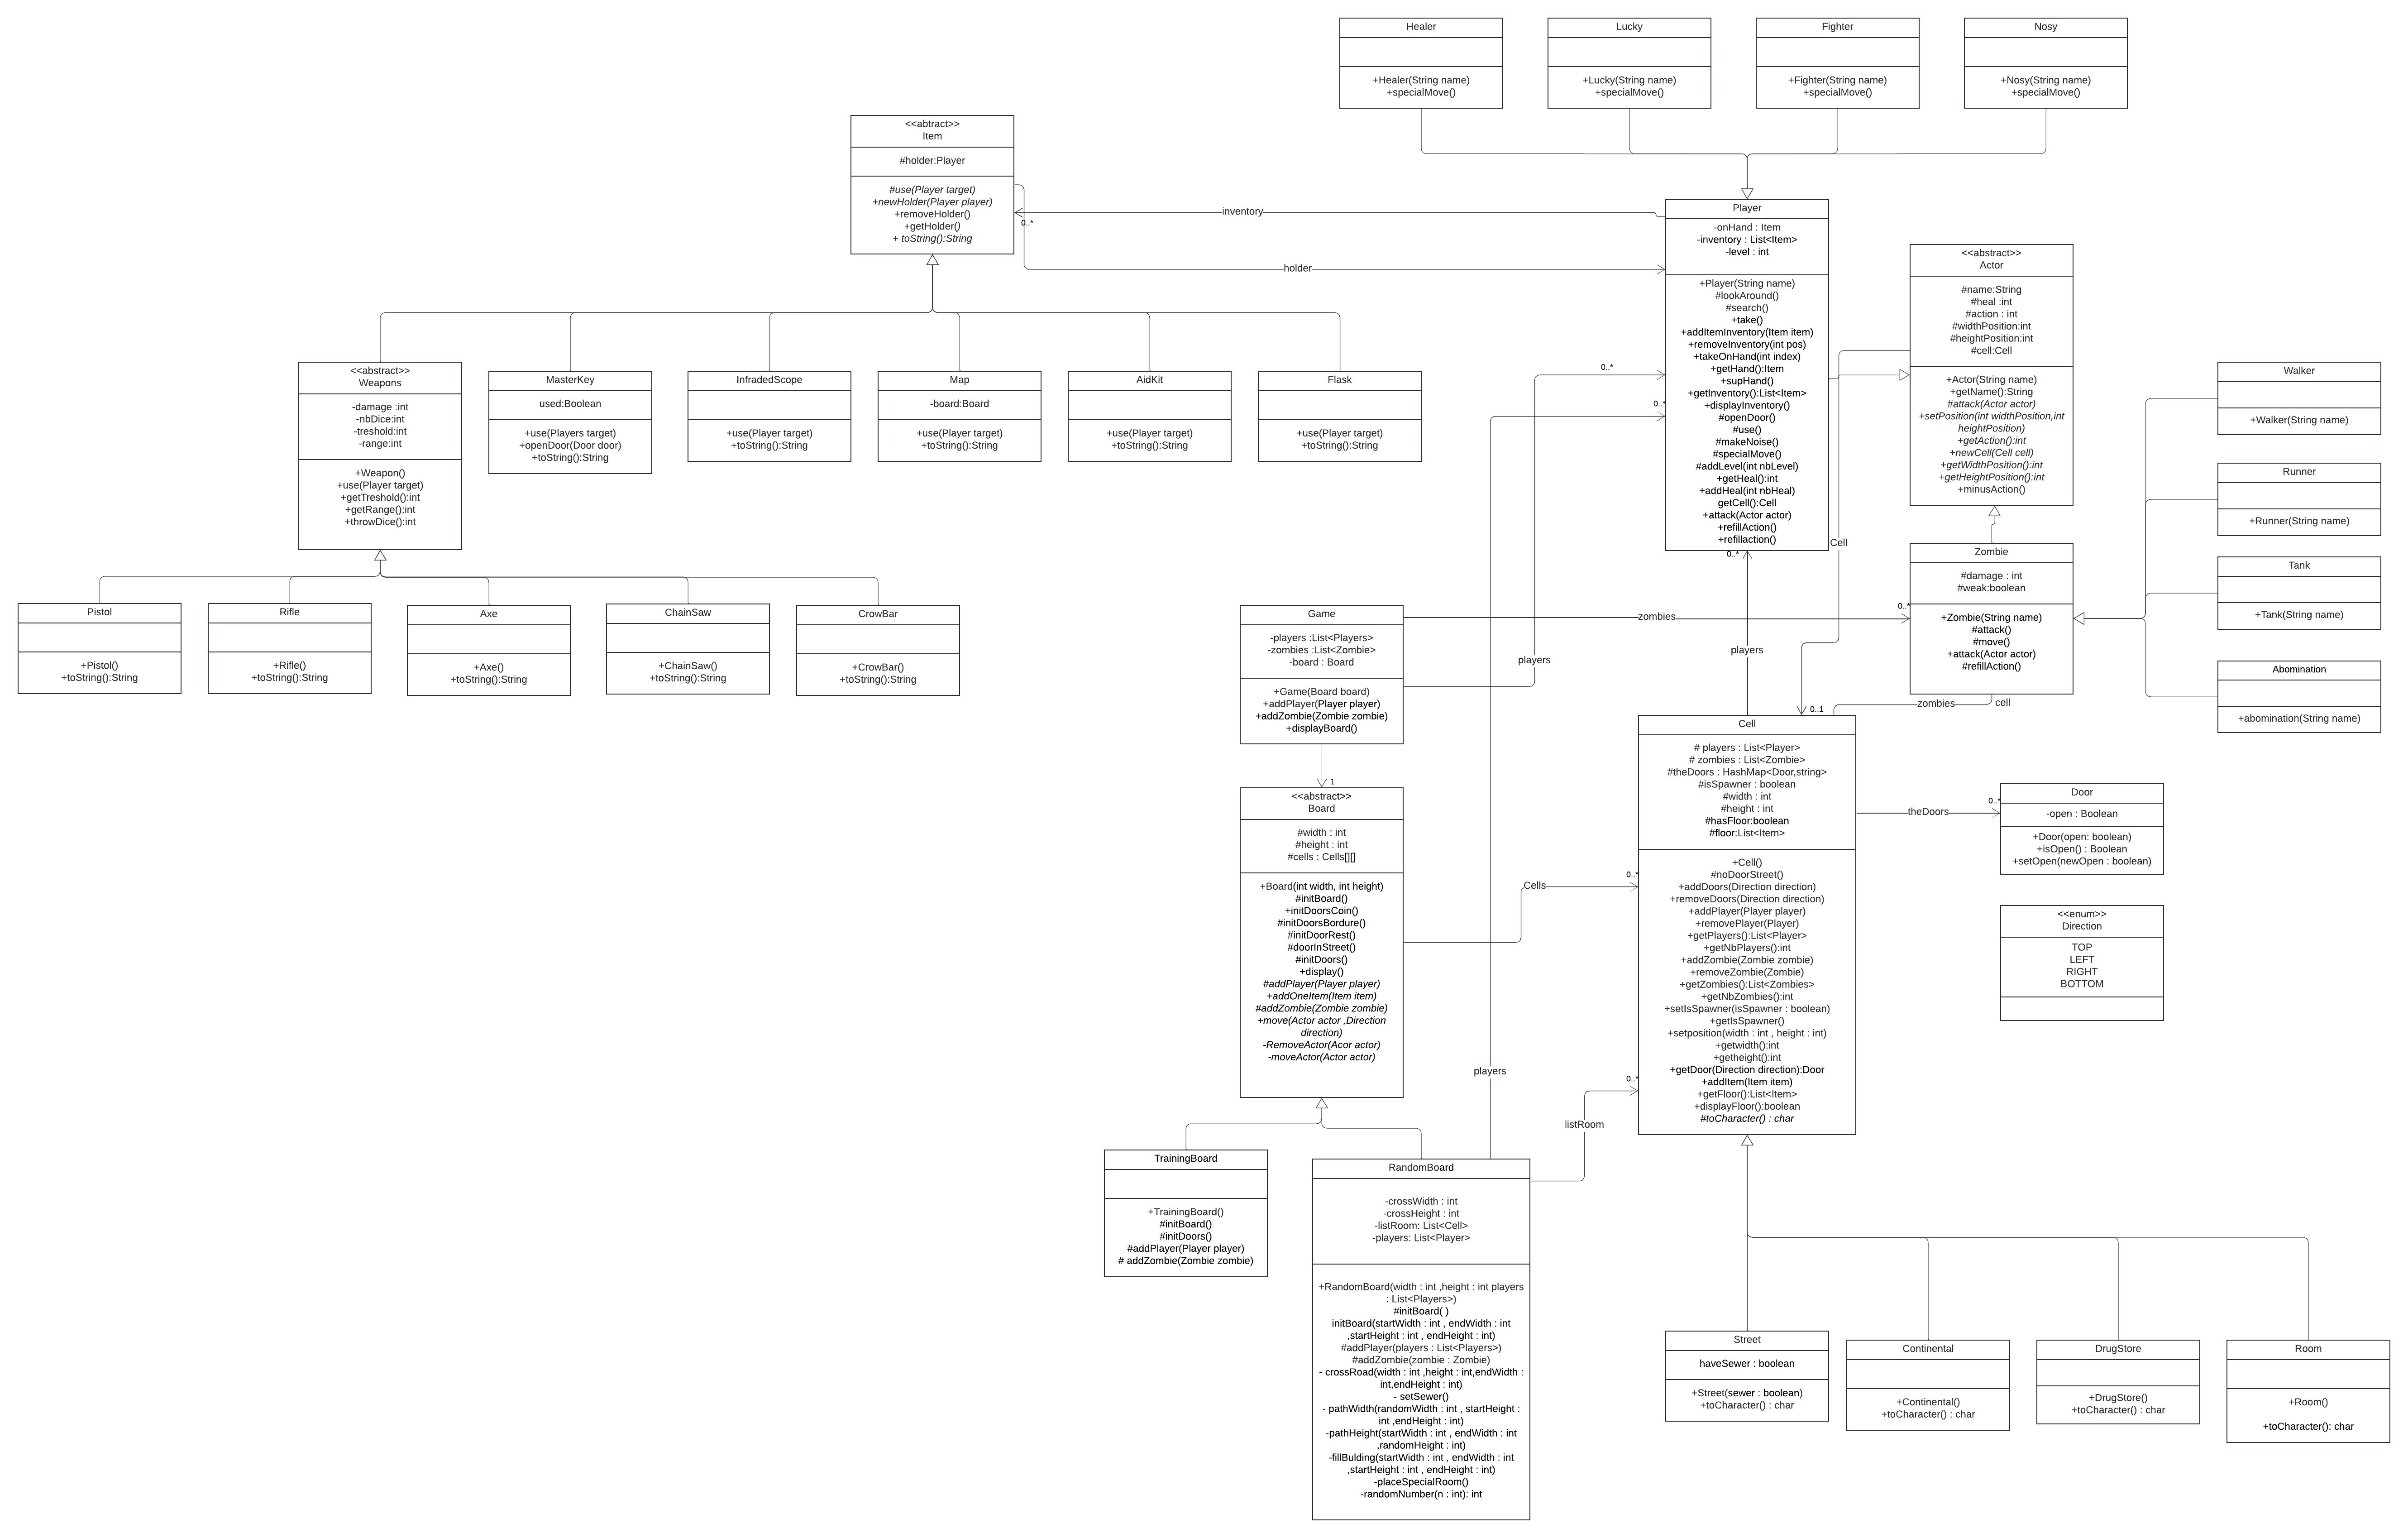 Healer
+Healer(String name)
+specialMove()
Lucky
+Lucky(String name)
+specialMove()
Fighter
+Fighter(String name)
+specialMove()
Nosy
+Nosy(String name)
+specialMove()
<<abtract>>
Item
#holder:Player
#use(Player target)
+newHolder(Player player)
+removeHolder()
+getHolder()
+ toString():String
0..*
inventory
holder
Player
-onHand : Item
-inventory : List<Item>
-level : int
+Player(String name)
#lookAround()
#search()
+take()
+addItemInventory(Item item)
+removeInventory(int pos)
+takeOnHand(int index)
+getHand():Item
+supHand()
+getInventory():List<Item>
+displayInventory()
#openDoor()
#use()
#makeNoise()
#specialMove()
#addLevel(int nbLevel)
+getHeal():int
+addHeal(int nbHeal)
getCell():Cell
+attack(Actor actor)
+refillAction()
+refillaction()
0..*
0..*
0..*
<<abstract>>
Actor
#name:String
#heal :int
#action : int
#widthPosition:int
#heightPosition:int
#cell:Cell
+Actor(String name)
+getName():String
#attack(Actor actor)
+setPosition(int widthPosition,int
heightPosition)
+getAction():int
+newCell(Cell cell)
+getWidthPosition():int
+getHeightPosition():int
+minusAction()
Walker
+Walker(String name)
Runner
+Runner(String name)
Tank
+Tank(String name)
Abomination
+abomination(String name)
<<abstract>>
Weapons
-damage :int
-nbDice:int
-treshold:int
-range:int
+Weapon()
+use(Player target)
+getTreshold():int
+getRange():int
+throwDice():int
MasterKey
used:Boolean
+use(Players target)
+openDoor(Door door)
+toString():String
InfradedScope
+use(Player target)
+toString():String
Map
-board:Board
+use(Player target)
+toString():String
AidKit
+use(Player target)
+toString():String
Flask
+use(Player target)
+toString():String
Pistol
+Pistol()
+toString():String
Rifle
+Rifle()
+toString():String
Axe
+Axe()
+toString():String
ChainSaw
+ChainSaw()
+toString():String
CrowBar
+CrowBar()
+toString():String
Cell
Zombie
#damage : int
#weak:boolean
+Zombie(String name)
#attack()
#move()
+attack(Actor actor)
#refillAction()
0..*
zombies
Game
-players :List<Players>
-zombies :List<Zombie>
-board : Board
+Game(Board board)
+addPlayer(Player player)
+addZombie(Zombie zombie)
+displayBoard()
players
players
0..1
zombies
cell
1
<<abstract>>
Board
#width : int
#height : int
#cells : Cells[][]
+Board(int width, int height)
#initBoard()
+initDoorsCoin()
#initDoorsBordure()
#initDoorRest()
#doorInStreet()
#initDoors()
+display()
#addPlayer(Player player)
+addOneItem(Item item)
#addZombie(Zombie zombie)
+move(Actor actor ,Direction
direction)
-RemoveActor(Acor actor)
-moveActor(Actor actor)
Cell
# players : List<Player>
# zombies : List<Zombie>
#theDoors : HashMap<Door,string>
#isSpawner : boolean
#width : int
#height : int
#hasFloor:boolean
#floor:List<Item>
+Cell()
#noDoorStreet()
+addDoors(Direction direction)
+removeDoors(Direction direction)
+addPlayer(Player player)
+removePlayer(Player)
+getPlayers():List<Player>
+getNbPlayers():int
+addZombie(Zombie zombie)
+removeZombie(Zombie)
+getZombies():List<Zombies>
+getNbZombies():int
+setIsSpawner(isSpawner : boolean)
+getIsSpawner()
+setposition(width : int , height : int)
+getwidth():int
+getheight():int
+getDoor(Direction direction):Door
+addItem(Item item)
+getFloor():List<Item>
+displayFloor():boolean
#toCharacter() : char
theDoors
0..*
Door
-open : Boolean
+Door(open: boolean)
+isOpen() : Boolean
+setOpen(newOpen : boolean)
<<enum>>
Direction
TOP
LEFT
RIGHT
BOTTOM
Cells
0..*
players
0..*
listRoom
TrainingBoard
+TrainingBoard()
#initBoard()
#initDoors()
#addPlayer(Player player)
# addZombie(Zombie zombie)
RandomBoard
-crossWidth : int
-crossHeight : int
-listRoom: List<Cell>
-players: List<Player>
+RandomBoard(width : int ,height : int players
: List<Players>)
#initBoard( )
initBoard(startWidth : int , endWidth : int
,startHeight : int , endHeight : int)
#addPlayer(players : List<Players>)
#addZombie(zombie : Zombie)
- crossRoad(width : int ,height : int,endWidth :
int,endHeight : int)
- setSewer()
- pathWidth(randomWidth : int , startHeight :
int ,endHeight : int)
-pathHeight(startWidth : int , endWidth : int
,randomHeight : int)
-fillBulding(startWidth : int , endWidth : int
,startHeight : int , endHeight : int)
-placeSpecialRoom()
-randomNumber(n : int): int
Street
haveSewer : boolean
+Street(sewer : boolean)
+toCharacter() : char
Continental
+Continental()
+toCharacter() : char
DrugStore
+DrugStore()
+toCharacter() : char
Room
+Room()
+toCharacter(): char